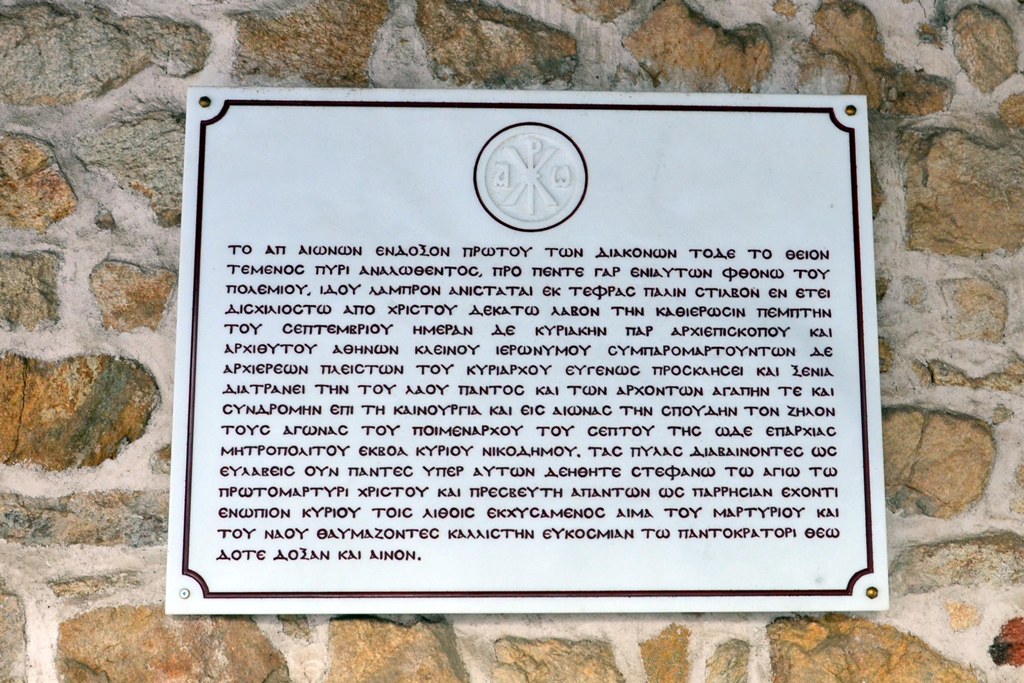 Α Ρ Ω
ΤΟ ΑΠ ΑΙΩΝΩΝ ΕΝΔΟΞΟΝ ΠΡΩΤΟΥ ΤΩΝ ΔΙΑΚΟΝΩΝ ΤΟΔΕ ΤΟ ΘΕΙΟΝ
ΤΕΜΕΝΟϹ ΠΥΡΙ ΑΝΑΛΩΘΕΝΤΟϹ, ΠΡΟ ΠΕΝΤΕ ΓΑΡ ΕΝΙΑΥΤΩΝ ΦΘΟΝΩ ΤΟΥ
ΠΟΛΕΜΙΟΥ, ΙΔΟΥ ΛΑΜΠΡΟΝ ΑΝΙϹΤΑΤΑΙ ΕΚ ΤΕΦΡΑϹ ΠΑΛΙΝ ϹΤΙΛΒΟΝ ΕΝ ΕΤΕΙ
ΔΙϹΧΙΛΙΟϹΤΩ ΑΠΟ ΧΡΙϹΤΟΥ ΔΕΚΑΤΩ ΛΑΒΟΝ ΤΗΝ ΚΑΘΙΕΡΩϹΙΝ ΠΕΜΠΤΗΝ
ΤΟΥ ϹΕΠΤΕΜΒΡΙΟΥ ΗΜΕΡΑΝ ΔΕ ΚΥΡΙΑΚΗΝ ΠΑΡ ΑΡΧΙΕΠΙϹΚΟΠΟΥ ΚΑΙ
ΑΡΧΙΘΥΤΟΥ ΑΘΗΝΩΝ ΚΛΕΙΝΟΥ ΙΕΡΩΝΥΜΟΥ ϹΥΜΠΑΡΟΜΑΡΤΟΥΝΤΩΝ ΔΕ
ΑΡΧΙΕΡΕΩΝ ΠΛΕΙϹΤΩΝ ΤΟΥ ΚΥΡΙΑΡΧΟΥ ΕΥΓΕΝΩϹ ΠΡΟϹΚΛΗϹΕΙ ΚΑΙ ΞΕΝΙΑ
ΔΙΑΤΡΑΝΕΙ ΤΗΝ ΤΟΥ ΛΑΟΥ ΠΑΝΤΟϹ ΚΑΙ ΤΩΝ ΑΡΧΟΝΤΩΝ ΑΓΑΠΗΝ ΤΕ ΚΑΙ
ϹΥΝΔΡΟΜΗΝ ΕΠΙ ΤΗ ΚΑΙΝΟΥΡΓΙΑ ΚΑΙ ΕΙϹ ΑΙΩΝΑϹ ΤΗΝ ϹΠΟΥΔΗΝ ΤΟΝ ΖΗΛΟΝ
ΤΟΥϹ ΑΓΩΝΑϹ ΤΟΥ ΠΟΙΜΕΝΑΡΧΟΥ ΤΟΥ ϹΕΠΤΟΥ ΤΗϹ ΩΔΕ ΕΠΑΡΧΙΑϹ
ΜΗΤΡΟΠΟΛΙΤΟΥ ΕΚΒΟΑ ΚΥΡΙΟΥ ΝΙΚΟΔΗΜΟΥ. ΤΑϹ ΠΥΛΑϹ ΔΙΑΒΑΙΝΟΝΤΕϹ ΩϹ
ΕΥΛΑΒΕΙϹ ΟΥΝ ΠΑΝΤΕϹ ΥΠΕΡ ΑΥΤΩΝ ΔΕΗΘΗΤΕ ϹΤΕΦΑΝΩ ΤΩ ΑΓΙΩ ΤΩ
ΠΡΩΤΟΜΑΡΤΥΡΙ ΧΡΙϹΤΟΥ ΚΑΙ ΠΡΕϹΒΕΥΤΗ ΑΠΑΝΤΩΝ ΩϹ ΠΑΡΡΗϹΙΑΝ ΕΧΟΝΤΙ
ΕΝΩΠΙΟΝ ΚΥΡΙΟΥ ΤΟΙϹ ΛΙΘΟΙϹ ΕΚΧΥϹΑΜΕΝΟϹ ΑΙΜΑ ΤΟΥ ΜΑΡΤΥΡΙΟΥ ΚΑΙ
ΤΟΥ ΝΑΟΥ ΘΑΥΜΑΖΟΝΤΕϹ ΚΑΛΛΙϹΤΗΝ ΕΥΚΟϹΜΙΑΝ ΤΩ ΠΑΝΤΟΚΡΑΤΟΡΙ ΘΕΩ
ΔΟΤΕ ΔΟΞΑΝ ΚΑΙ ΑΙΝΟΝ.